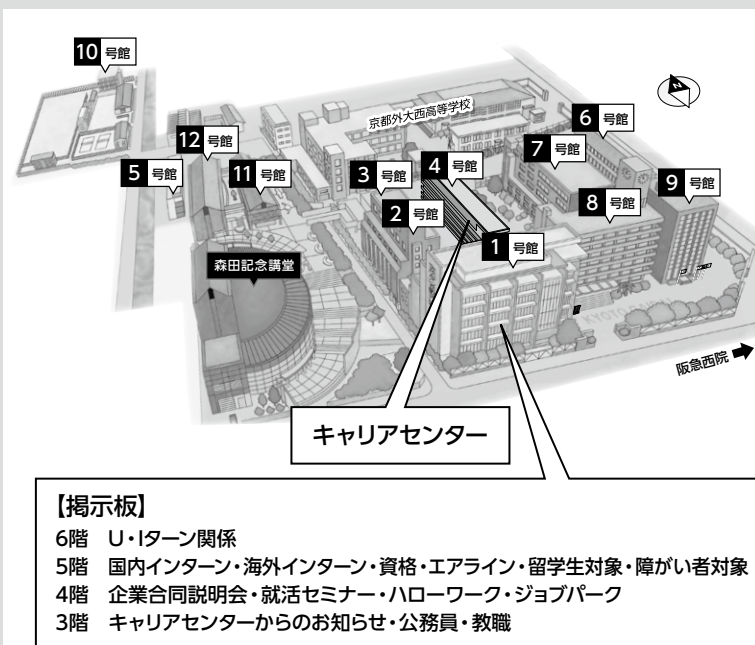 10 号館
N
京都外大西高等学校
6 号館
12 号館
7 号館
5 号館
11 号館
3 号館
4 号館
9 号館
8 号館
2 号館
1 号館
森田記念講堂
阪急西院
キャリアセンター
【掲示板】
6階 U・Iターン関係
5階 国内インターン・海外インターン・資格・エアライン・留学生対象・障がい者対象
4階 企業合同説明会・就活セミナー・ハローワーク・ジョブパーク
3階 キャリアセンターからのお知らせ・公務員・教職